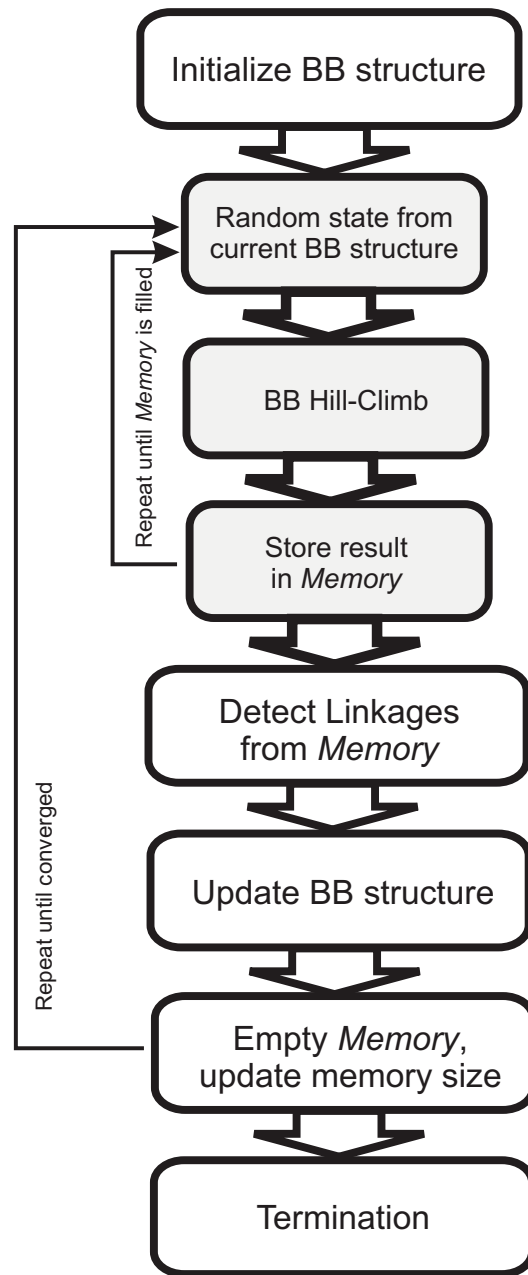 Initialize BB structure
Random state from
current BB structure
Repeat until Memory is filled
BB Hill-Climb
Store result
in Memory
Detect Linkages
from Memory
Update BB structure
Repeat until converged
Empty Memory,
update memory size
Termination